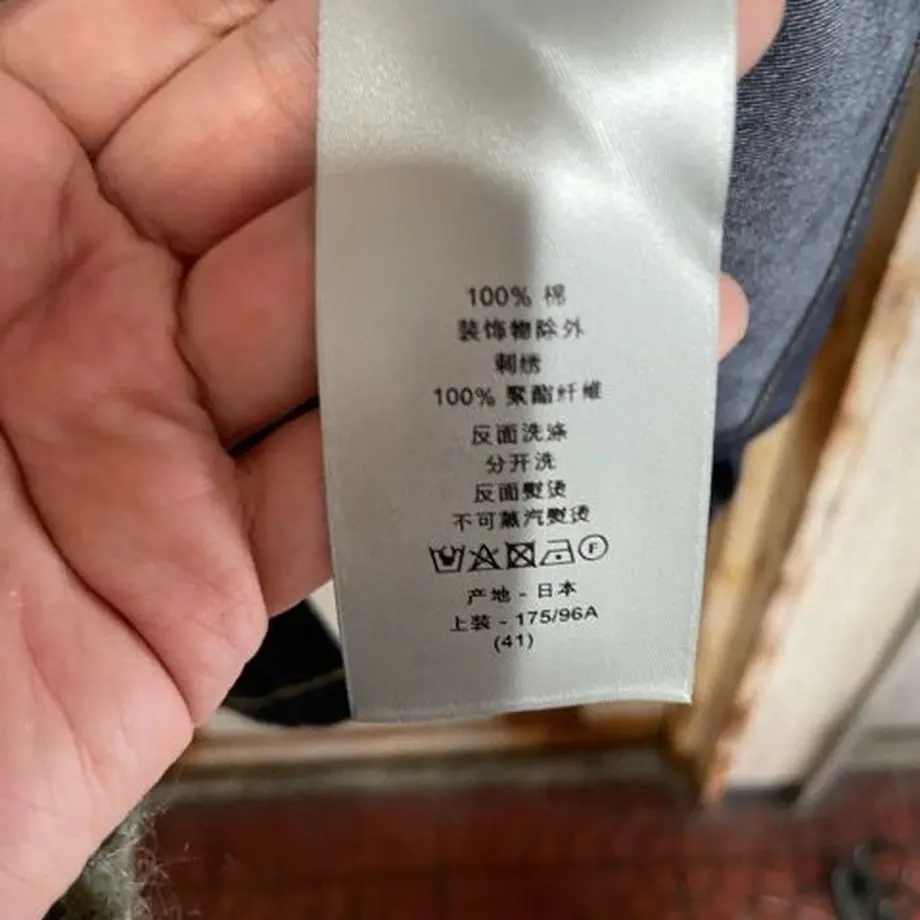 100% 棉
装饰物除外
刺绣
100% 聚酯纤维
反面洗涤
分开洗
反面熨烫
不可蒸汽熨烫
F
产地 - 日本
上装 - 175/96A
(41)